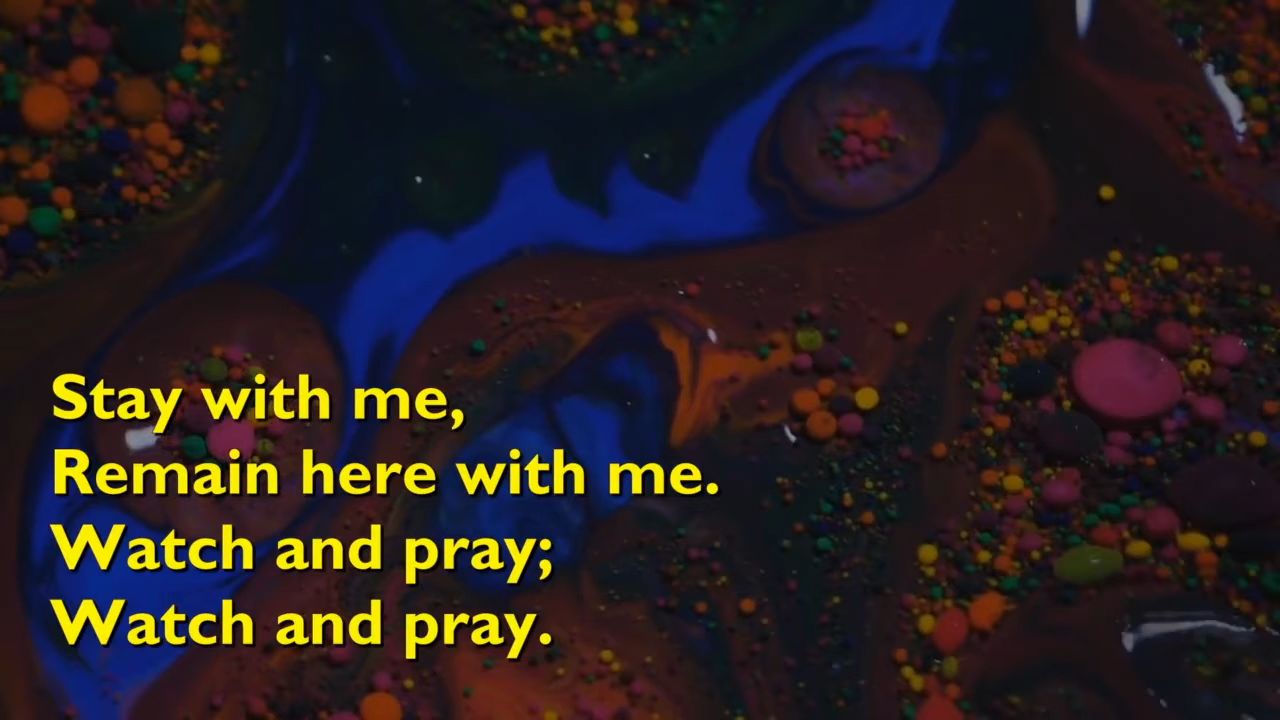 Stay with me,
Remain here with me.
Watch and pray;
Watch and pray.